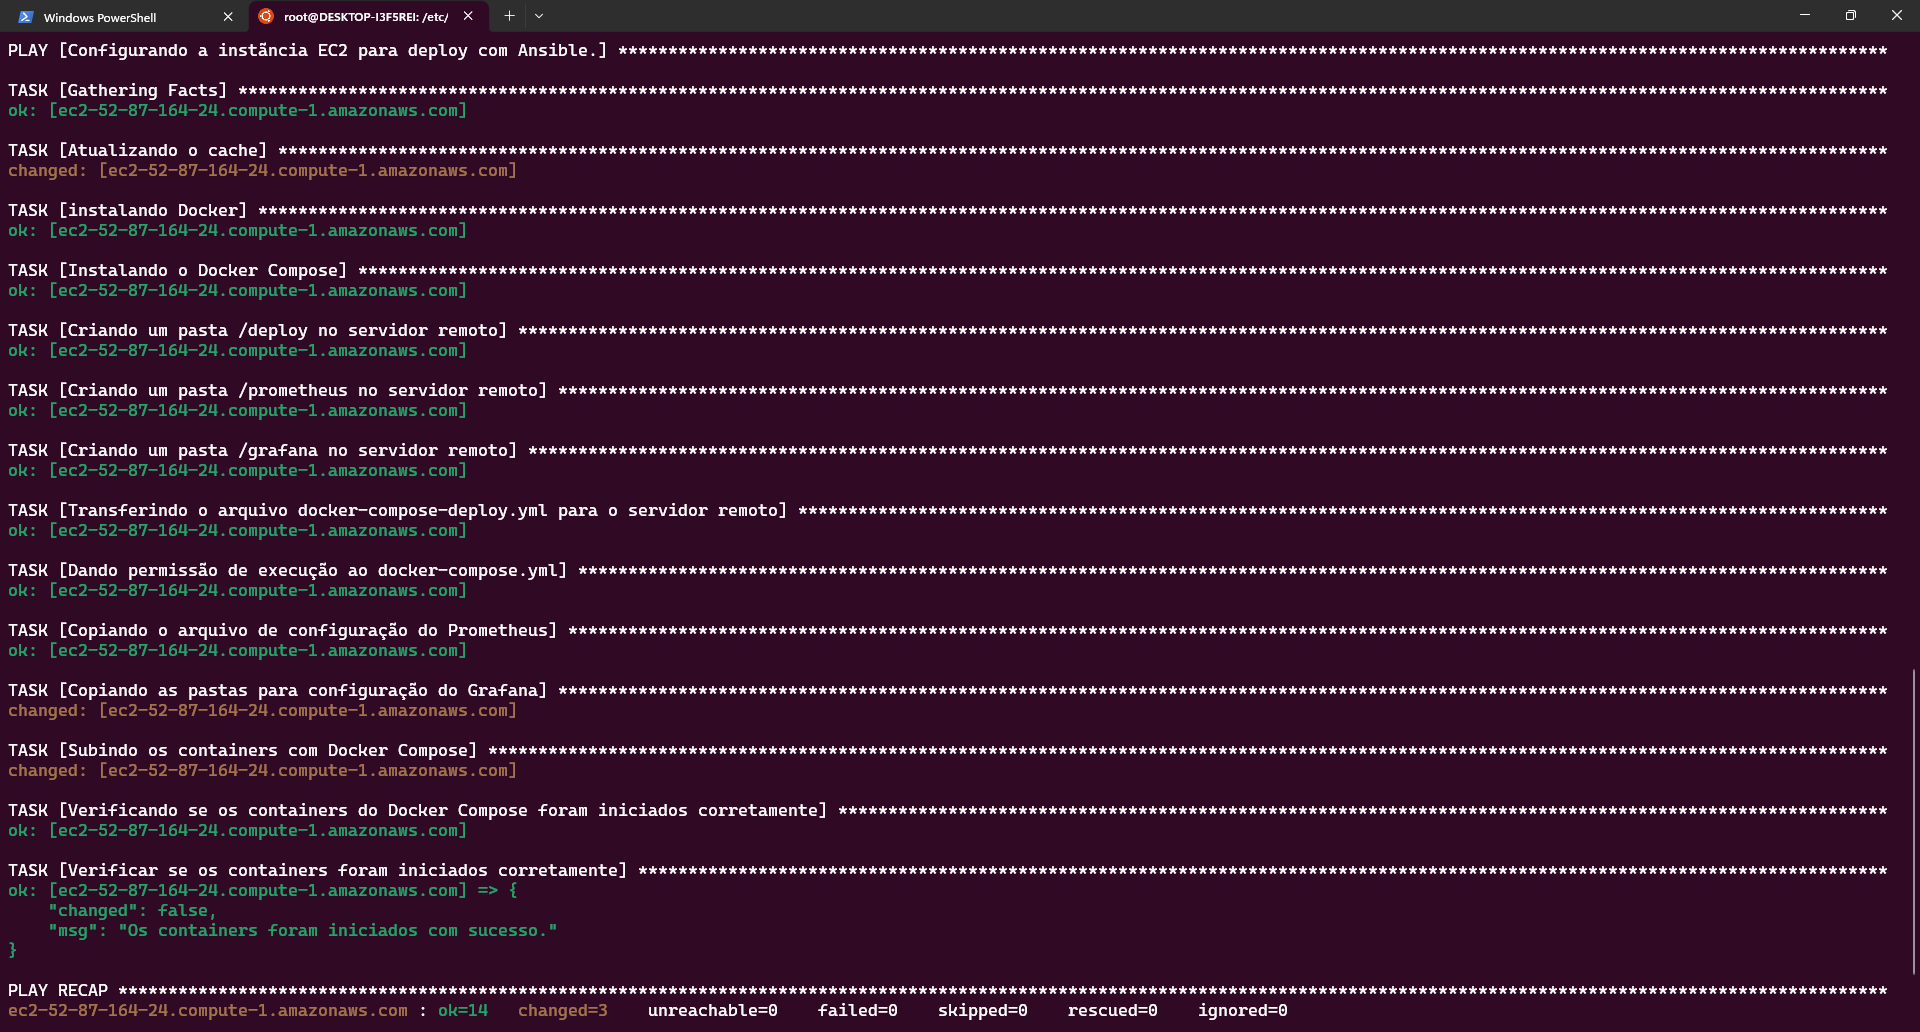 Windows PowerShell
root@DESKTOP-I3F5REI: /etc/
PLAY [Configurando a instância EC2 para deploy com Ansible.] *******************************************************************************************************************************
TASK [Gathering Facts] *********************************************************************************************************************************************************************
ok: [ec2-52-87-164-24.compute-1.amazonaws.com]
TASK [Atualizando o cache] *****************************************************************************************************************************************************************
changed: [ec2-52-87-164-24.compute-1.amazonaws.com]
TASK [instalando Docker] *******************************************************************************************************************************************************************
ok: [ec2-52-87-164-24.compute-1.amazonaws.com]
TASK [Instalando o Docker Compose] *********************************************************************************************************************************************************
ok: [ec2-52-87-164-24.compute-1.amazonaws.com]
TASK [Criando um pasta /deploy no servidor remoto] *****************************************************************************************************************************************
ok: [ec2-52-87-164-24.compute-1.amazonaws.com]
TASK [Criando um pasta /prometheus no servidor remoto] *************************************************************************************************************************************
ok: [ec2-52-87-164-24.compute-1.amazonaws.com]
TASK [Criando um pasta /grafana no servidor remoto] ****************************************************************************************************************************************
ok: [ec2-52-87-164-24.compute-1.amazonaws.com]
TASK [Transferindo o arquivo docker-compose-deploy.yml para o servidor remoto] *************************************************************************************************************
ok: [ec2-52-87-164-24.compute-1.amazonaws.com]
TASK [Dando permissão de execução ao docker-compose.yml] ***********************************************************************************************************************************
ok: [ec2-52-87-164-24.compute-1.amazonaws.com]
TASK [Copiando o arquivo de configuração do Prometheus] ************************************************************************************************************************************
ok: [ec2-52-87-164-24.compute-1.amazonaws.com]
TASK [Copiando as pastas para configuração do Grafana] *************************************************************************************************************************************
changed: [ec2-52-87-164-24.compute-1.amazonaws.com]
TASK [Subindo os containers com Docker Compose] ********************************************************************************************************************************************
changed: [ec2-52-87-164-24.compute-1.amazonaws.com]
TASK [Verificando se os containers do Docker Compose foram iniciados corretamente] *********************************************************************************************************
ok: [ec2-52-87-164-24.compute-1.amazonaws.com]
TASK [Verificar se os containers foram iniciados corretamente] *****************************************************************************************************************************
ok: [ec2-52-87-164-24.compute-1.amazonaws.com] => {
    "changed": false,
    "msg": "Os containers foram iniciados com sucesso."
}
PLAY RECAP *********************************************************************************************************************************************************************************
ec2-52-87-164-24.compute-1.amazonaws.com : ok=14   changed=3    unreachable=0    failed=0    skipped=0    rescued=0    ignored=0